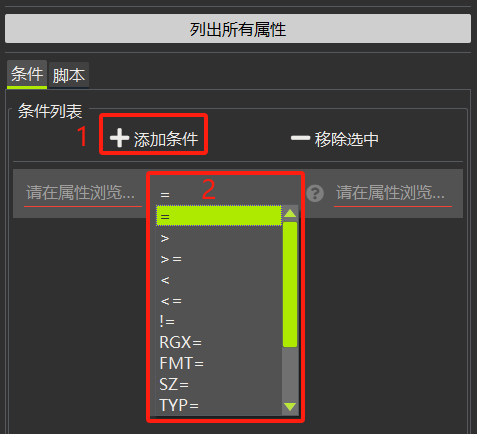 列出所有属性
条件 脚本
条件列表
1 添加条件 移除选中
请在属性浏览... = 2 ? 请在属性浏览...
=
>
>=
<
<=
!=
RGX=
FMT=
SZ=
TYP=